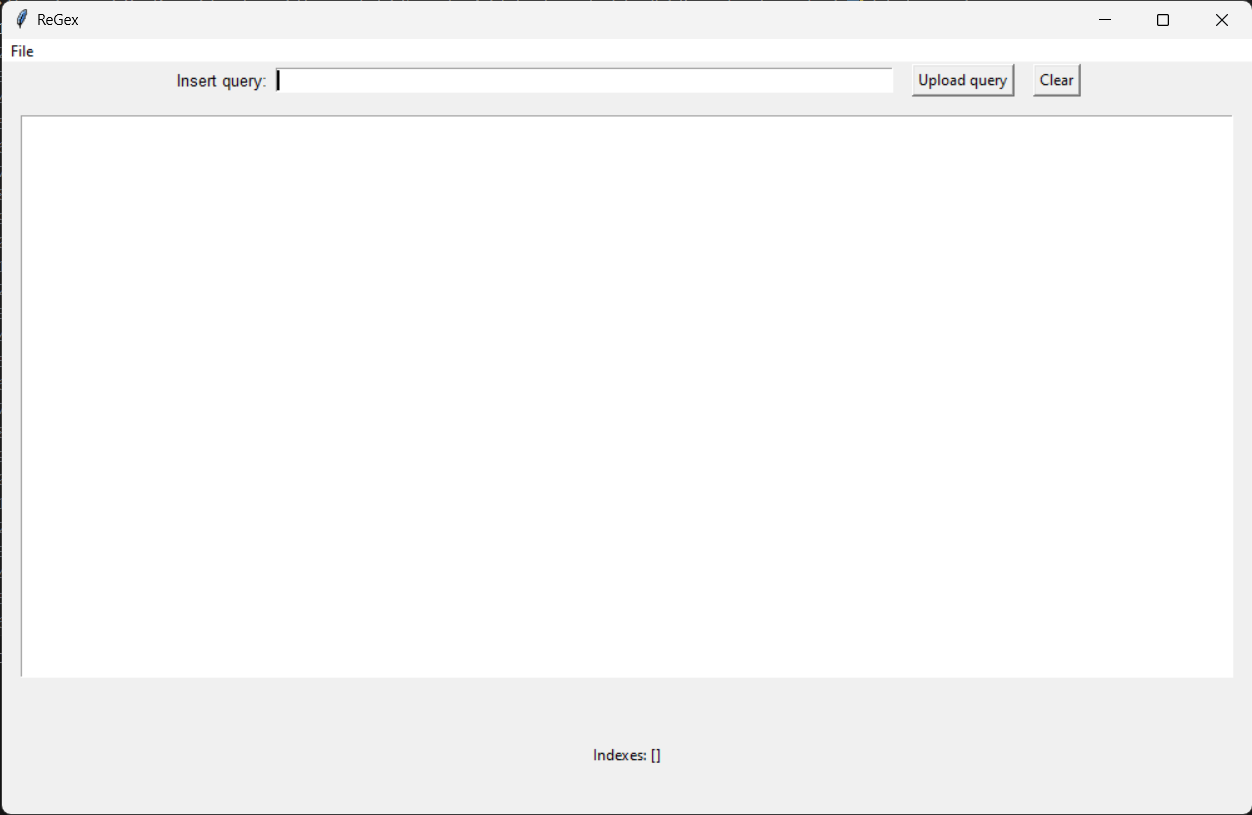 ReGex
File
Insert query: Upload query Clear
Indexes: []